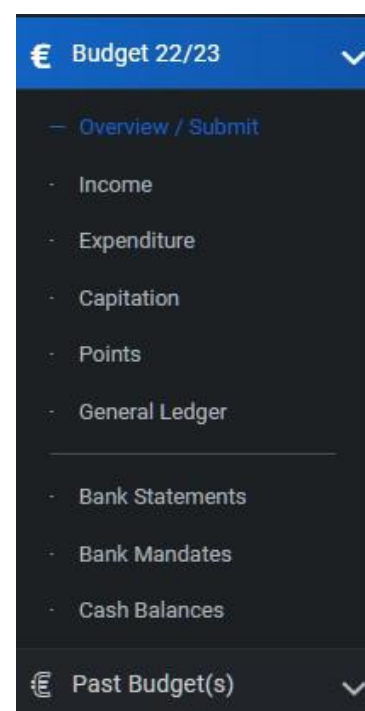 € Budget 22/23
– Overview / Submit
· Income
· Expenditure
· Capitation
· Points
· General Ledger
· Bank Statements
· Bank Mandates
· Cash Balances
€ Past Budget(s)